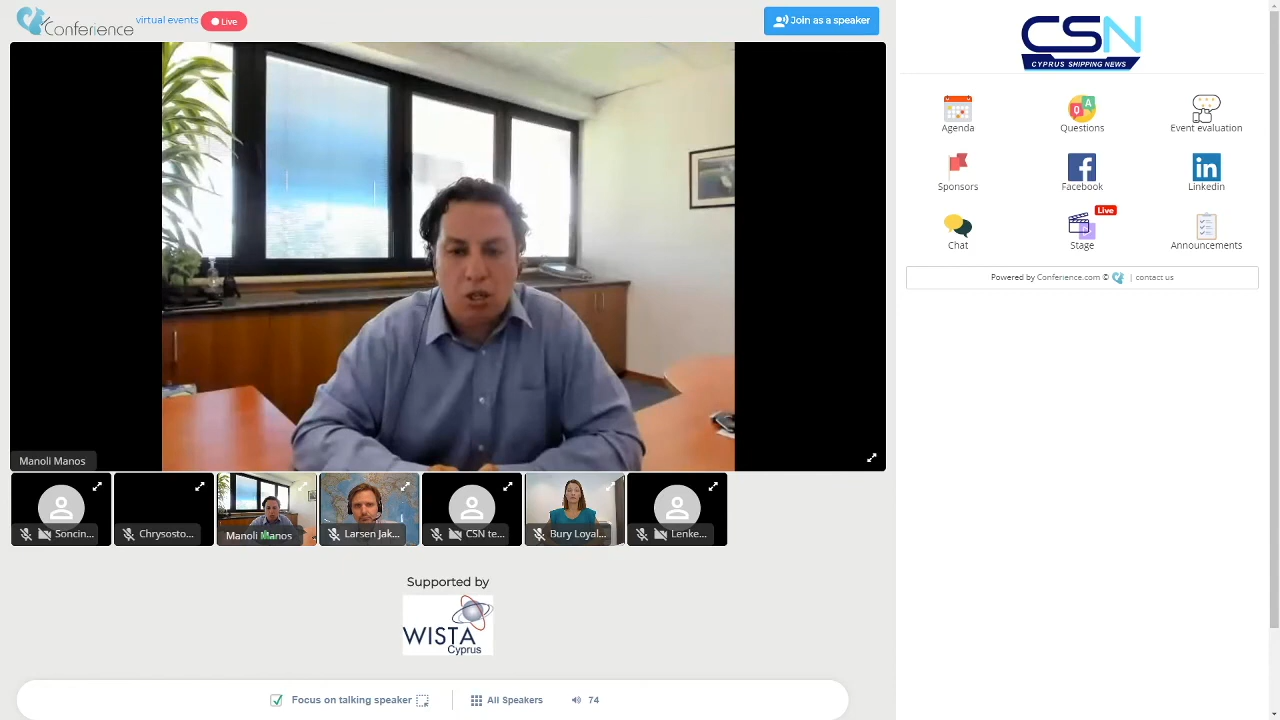 Conferience
virtual events
Live
Join as a speaker
CSN
CYPRUS SHIPPING NEWS
Agenda
Questions
Q A
Event evaluation
Sponsors
Facebook
Linkedin
Chat
Live
Stage
Announcements
Powered by Conference.com © | contact us
Manoli Manos
Soncin...
Chrysosto...
Manoli Manos
Larsen Jak...
CSN te...
Bury Loyal...
Lenke...
Supported by
WISTA
Cyprus
Focus on talking speaker
All Speakers
74